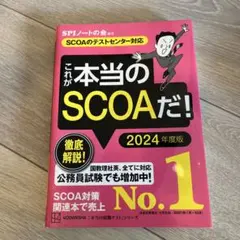 SPIノートの会 編著
SCOAのテストセンター対応
これが
本当の
SCOAだ!
2024年度版
徹底
解説!
国数理社英、全てに対応
公務員試験でも増加中!
SCOA対策
関連本で売上
No.1